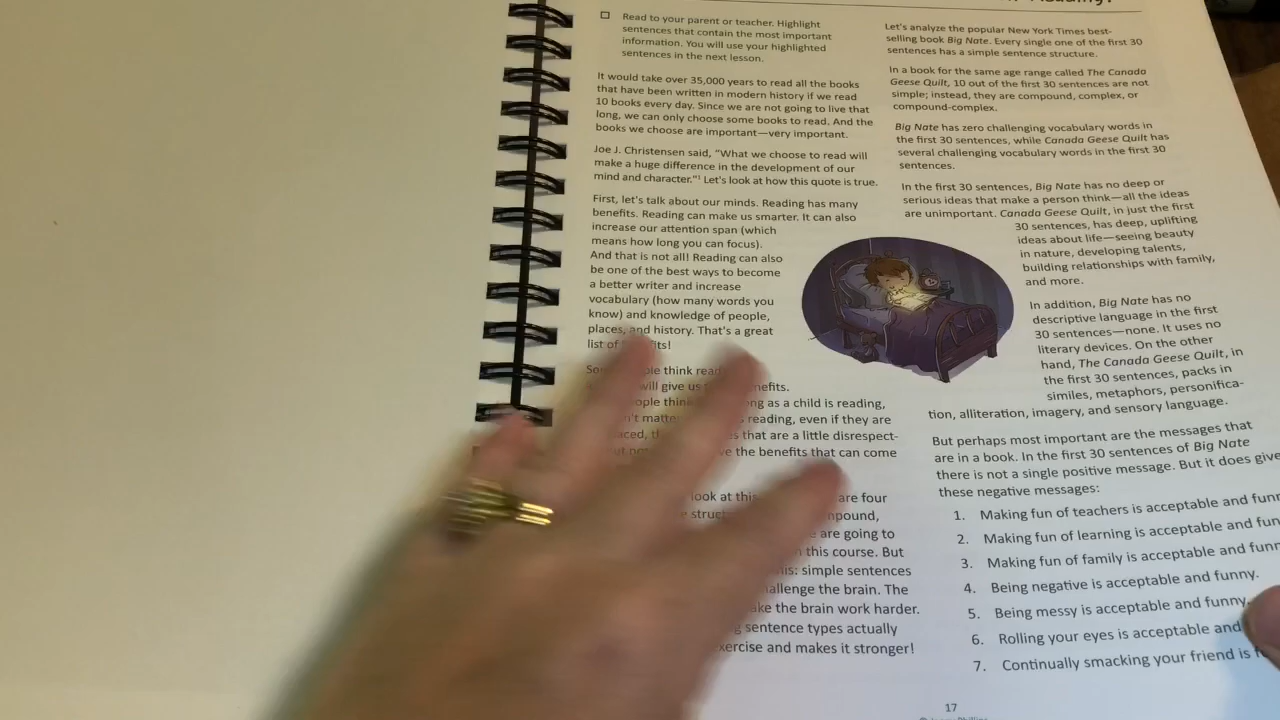 Reading?
Read to your parent or teacher. Highlight
sentences that contain the most important
information. You will use your highlighted
sentences in the next lesson.
It would take over 35,000 years to read all the books
that have been written in modern history if we read
10 books every day. Since we are not going to live that
long, we can only choose some books to read. And the
books we choose are important—very important.
Joe J. Christensen said, “What we choose to read will
make a huge difference in the development of our
mind and character.”¹ Let's look at how this quote is true.
First, let's talk about our minds. Reading has many
benefits. Reading can make us smarter. It can also
increase our attention span (which
means how long you can focus).
And that is not all! Reading can also
be one of the best ways to become
a better writer and increase
vocabulary (how many words you
know) and knowledge of people,
places, and history. That's a great
list of
think
will give us
as a child is reading,
reading, even if they are
that are a little disrespect-
the benefits that can come
look at this are four
are going to
this course. But
simple sentences
the brain. The
the brain work harder.
sentence types actually
and makes it stronger!
Let's analyze the popular New York Times best-
selling book Big Nate. Every single one of the first 30
sentences has a simple sentence structure.
In a book for the same age range called The Canada
Geese Quilt, 10 out of the first 30 sentences are not
simple; instead, they are compound, complex, or
compound-complex.
Big Nate has zero challenging vocabulary words in
the first 30 sentences, while Canada Geese Quilt has
several challenging vocabulary words in the first 30
sentences.
In the first 30 sentences, Big Nate has no deep or
serious ideas that make a person think—all the ideas
are unimportant. Canada Geese Quilt, in just the first
30 sentences, has deep, uplifting
ideas about life—seeing beauty
in nature, developing talents,
building relationships with family,
and more.
In addition, Big Nate has no
descriptive language in the first
30 sentences—none. It uses no
literary devices. On the other
hand, The Canada Geese Quilt, in
the first 30 sentences, packs in
similes, metaphors, personifica-
tion, alliteration, imagery, and sensory language.
But perhaps most important are the messages that
are in a book. In the first 30 sentences of Big Nate
there is not a single positive message. But it does give
these negative messages:
1. Making fun of teachers is acceptable and
2. Making fun of learning is acceptable and
3. Making fun of family is acceptable and
4. Being negative is acceptable and funny.
5. Being messy is acceptable and funny.
6. Rolling your eyes is acceptable and
7. Continually smacking your friend is
17